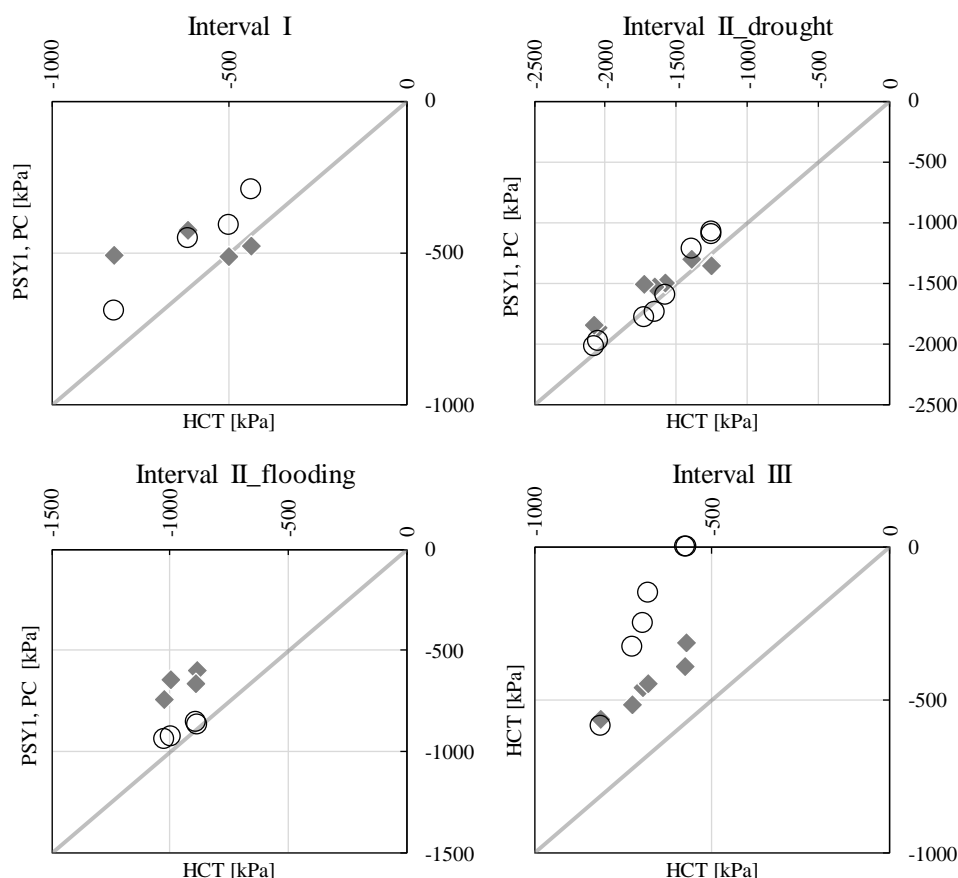 Interval I
-1000
-500
0
0
-500
-1000
PSY1, PC [kPa]
HCT [kPa]
Interval II_drought
-2500
-2000
-1500
-1000
-500
0
0
-500
-1000
-1500
-2000
-2500
PSY1, PC [kPa]
HCT [kPa]
Interval II_flooding
-1500
-1000
-500
0
0
-500
-1000
-1500
PSY1, PC [kPa]
HCT [kPa]
Interval III
-1000
-500
0
0
-500
-1000
HCT [kPa]
HCT [kPa]